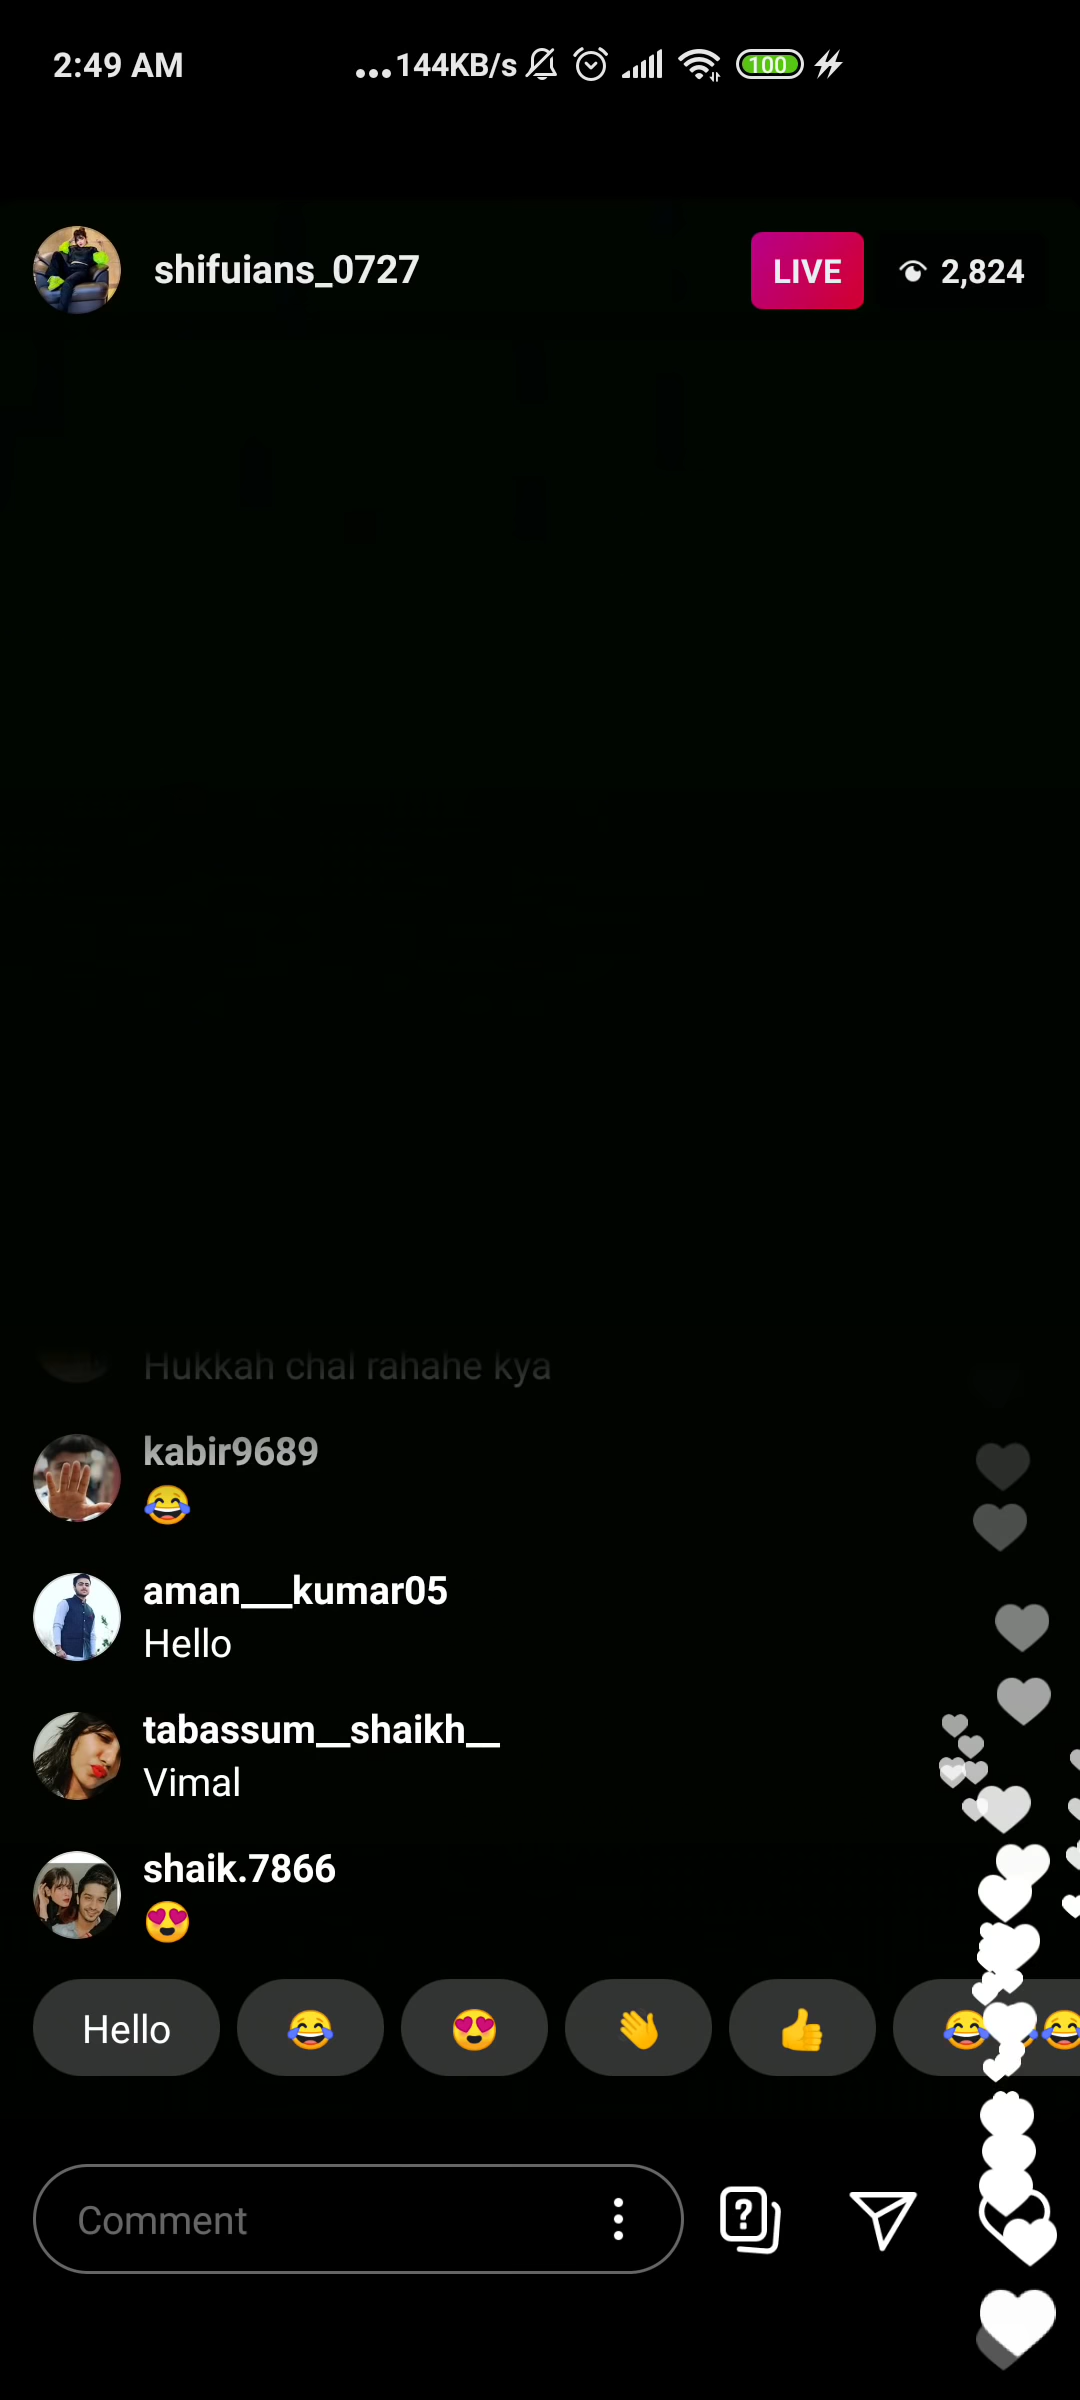 2:49 AM ...144KB/s 100
shifuians_0727 LIVE 2,824
Hukkah chal rahahe kya
kabir9689
😂
aman___kumar05
Hello
tabassum__shaikh__
Vimal
shaik.7866
😍
Hello 😂 😍 👋 👍 😂😂
Comment